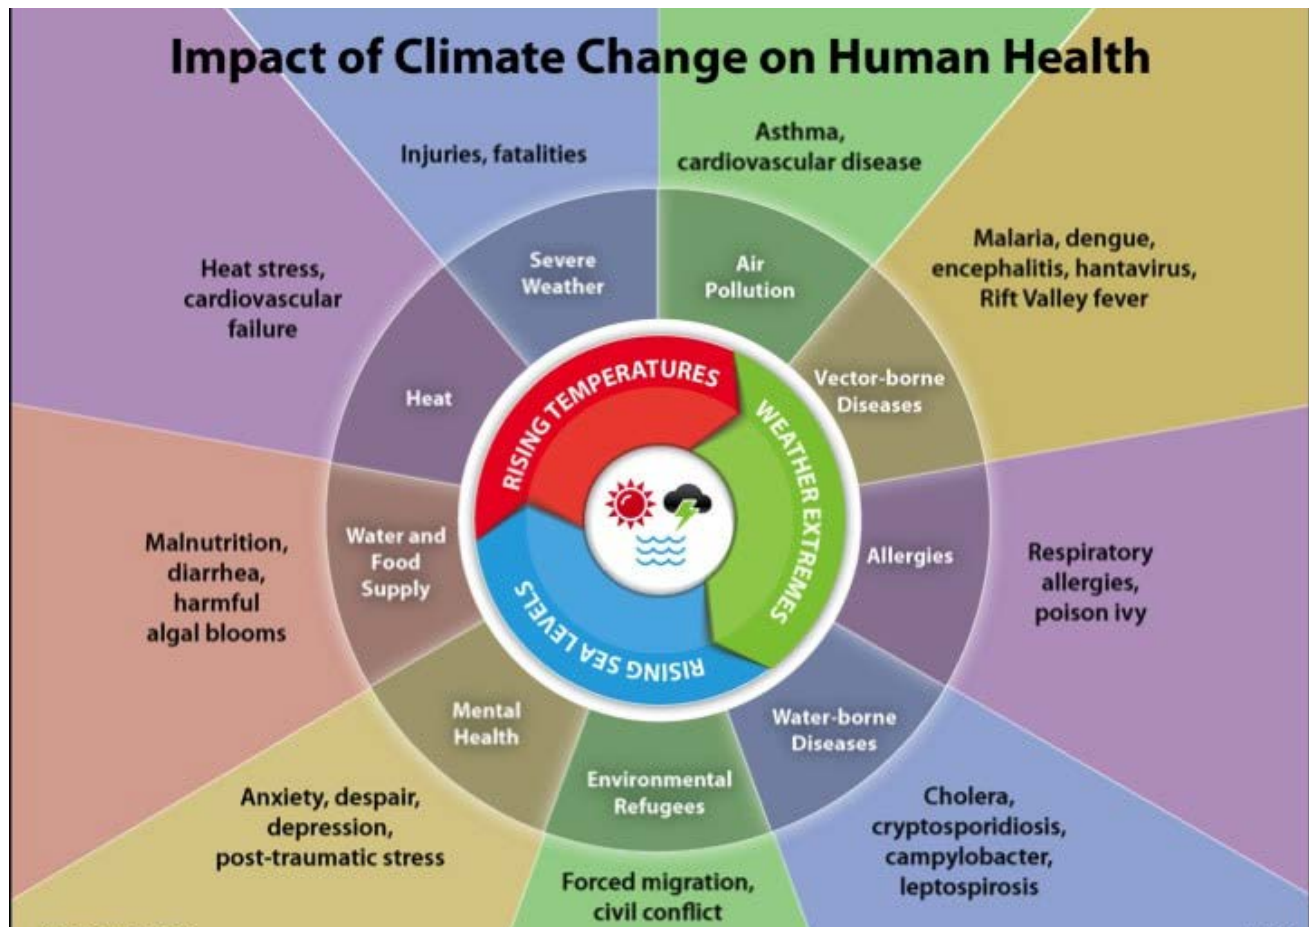 Impact of Climate Change on Human Health
Injuries, fatalities
Asthma,
cardiovascular disease
Malaria, dengue,
encephalitis, hantavirus,
Rift Valley fever
Heat stress,
cardiovascular
failure
Severe
Weather
Air
Pollution
Heat
Vector-borne
Diseases
RISING TEMPERATURES
WEATHER EXTREMES
RISING SEA LEVELS
Malnutrition,
diarrhea,
harmful
algal blooms
Water and
Food
Supply
Allergies
Respiratory
allergies,
poison ivy
Mental
Health
Water-borne
Diseases
Environmental
Refugees
Anxiety, despair,
depression,
post-traumatic stress
Forced migration,
civil conflict
Cholera,
cryptosporidiosis,
campylobacter,
leptospirosis